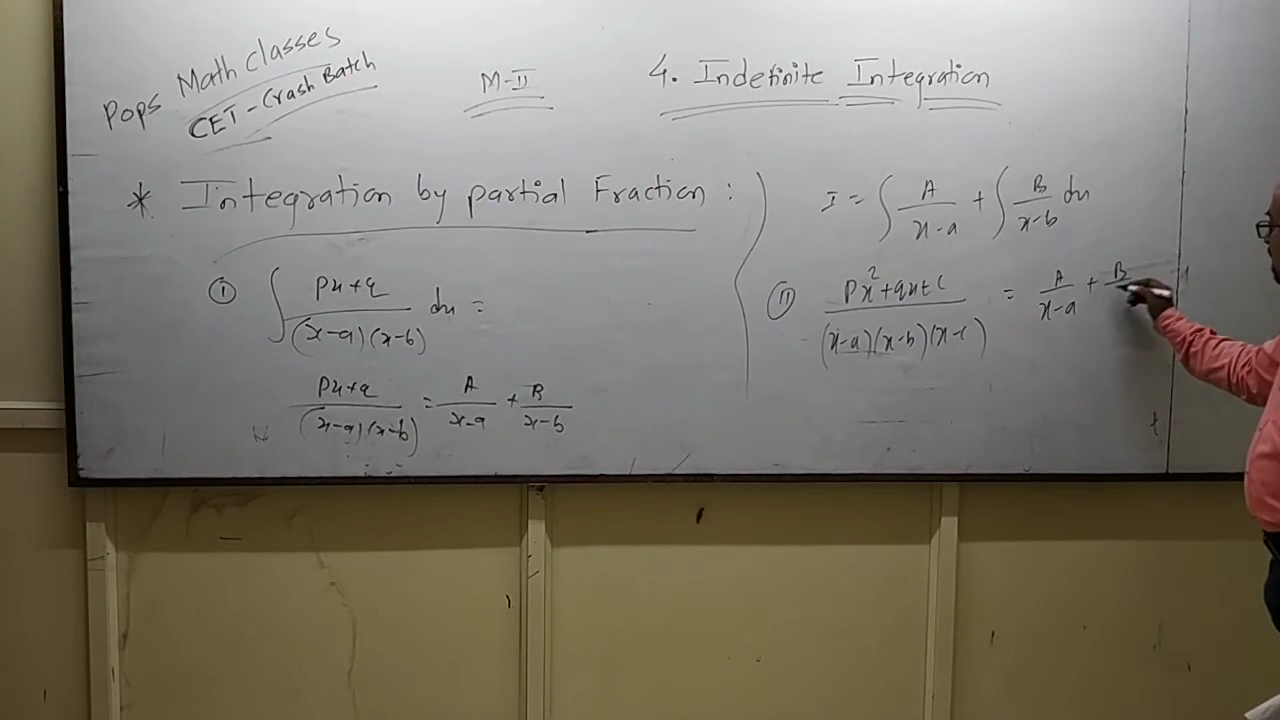 Pops Math Classes
CET - Crash Batch
M-II
4. Indefinite Integration
* Integration by partial Fraction :
① ∫ px+q / (x-a)(x-b) dx =
px+q / (x-a)(x-b) = A / x-a + B / x-b
I = ∫ A / x-a + ∫ B / x-b dx
② px²+qx+c / (x-a)(x-b)(x-c) = A / x-a + B